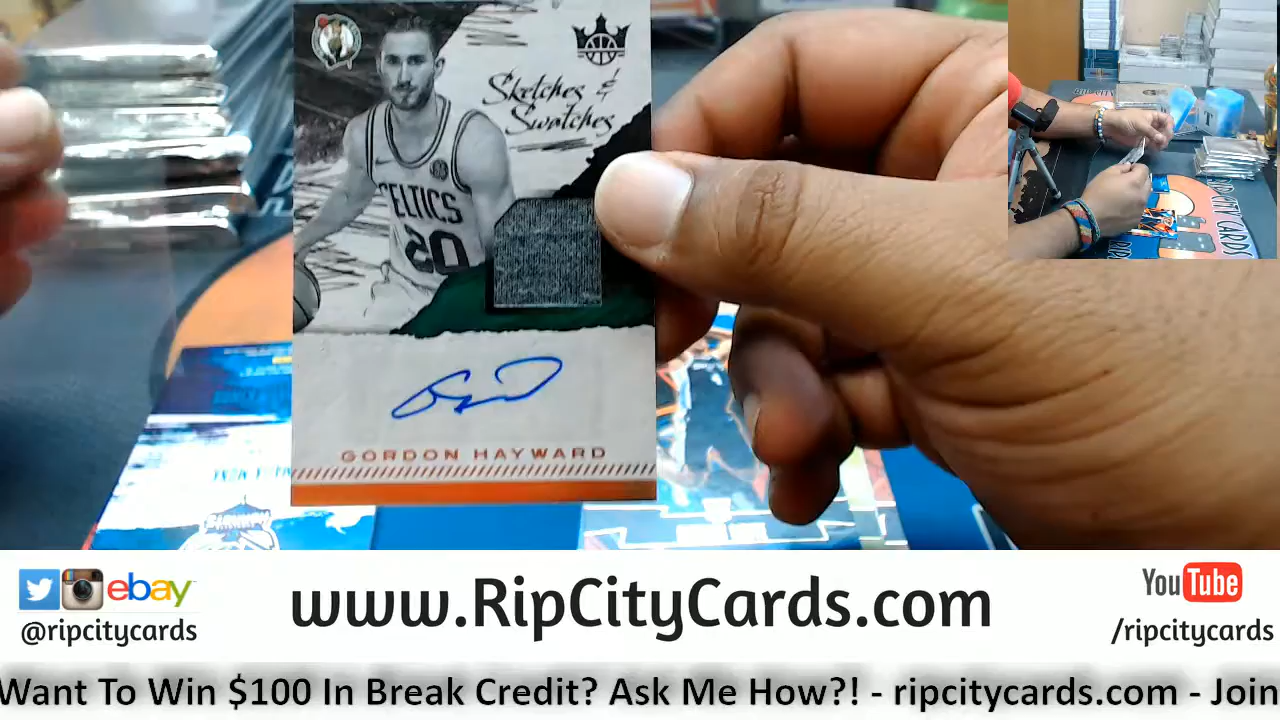 Sketches &
Swatches
CELTICS
20
GORDON HAYWARD
ebay
@ripcitycards
www.RipCityCards.com
YouTube
/ripcitycards
Want To Win $100 In Break Credit? Ask Me How?! - ripcitycards.com - Join